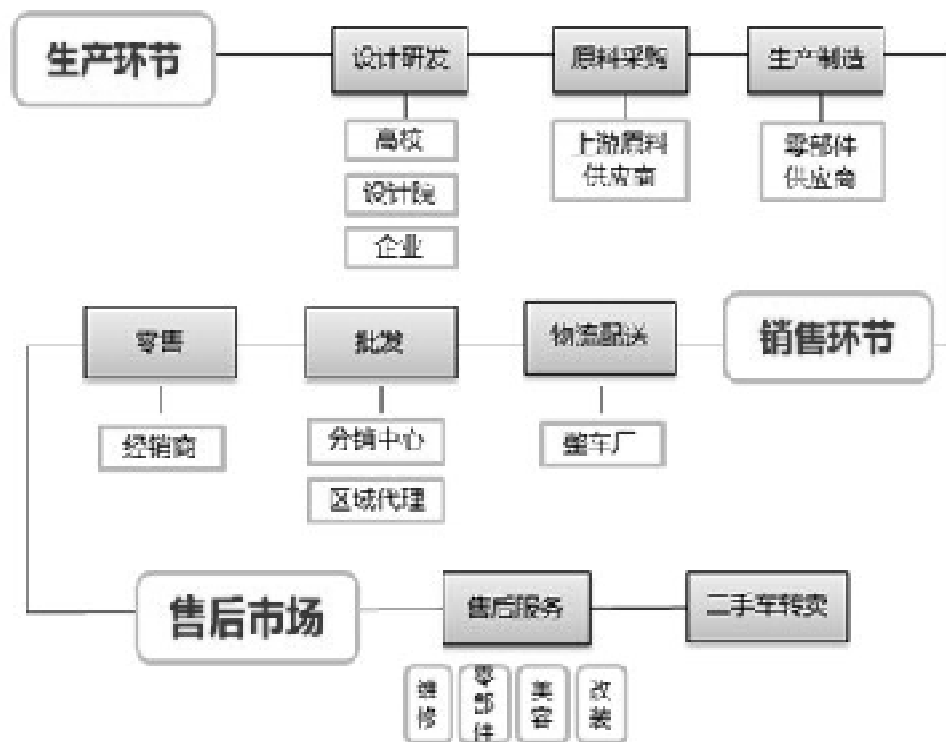 生产环节
设计研发
原料采购
生产制造
高校
设计院
企业
上游原料
供应商
零部件
供应商
零售
批发
物流配送
销售环节
经销商
分销中心
区域代理
整车厂
售后市场
售后服务
二手车转卖
维修
零部件
美容
改装